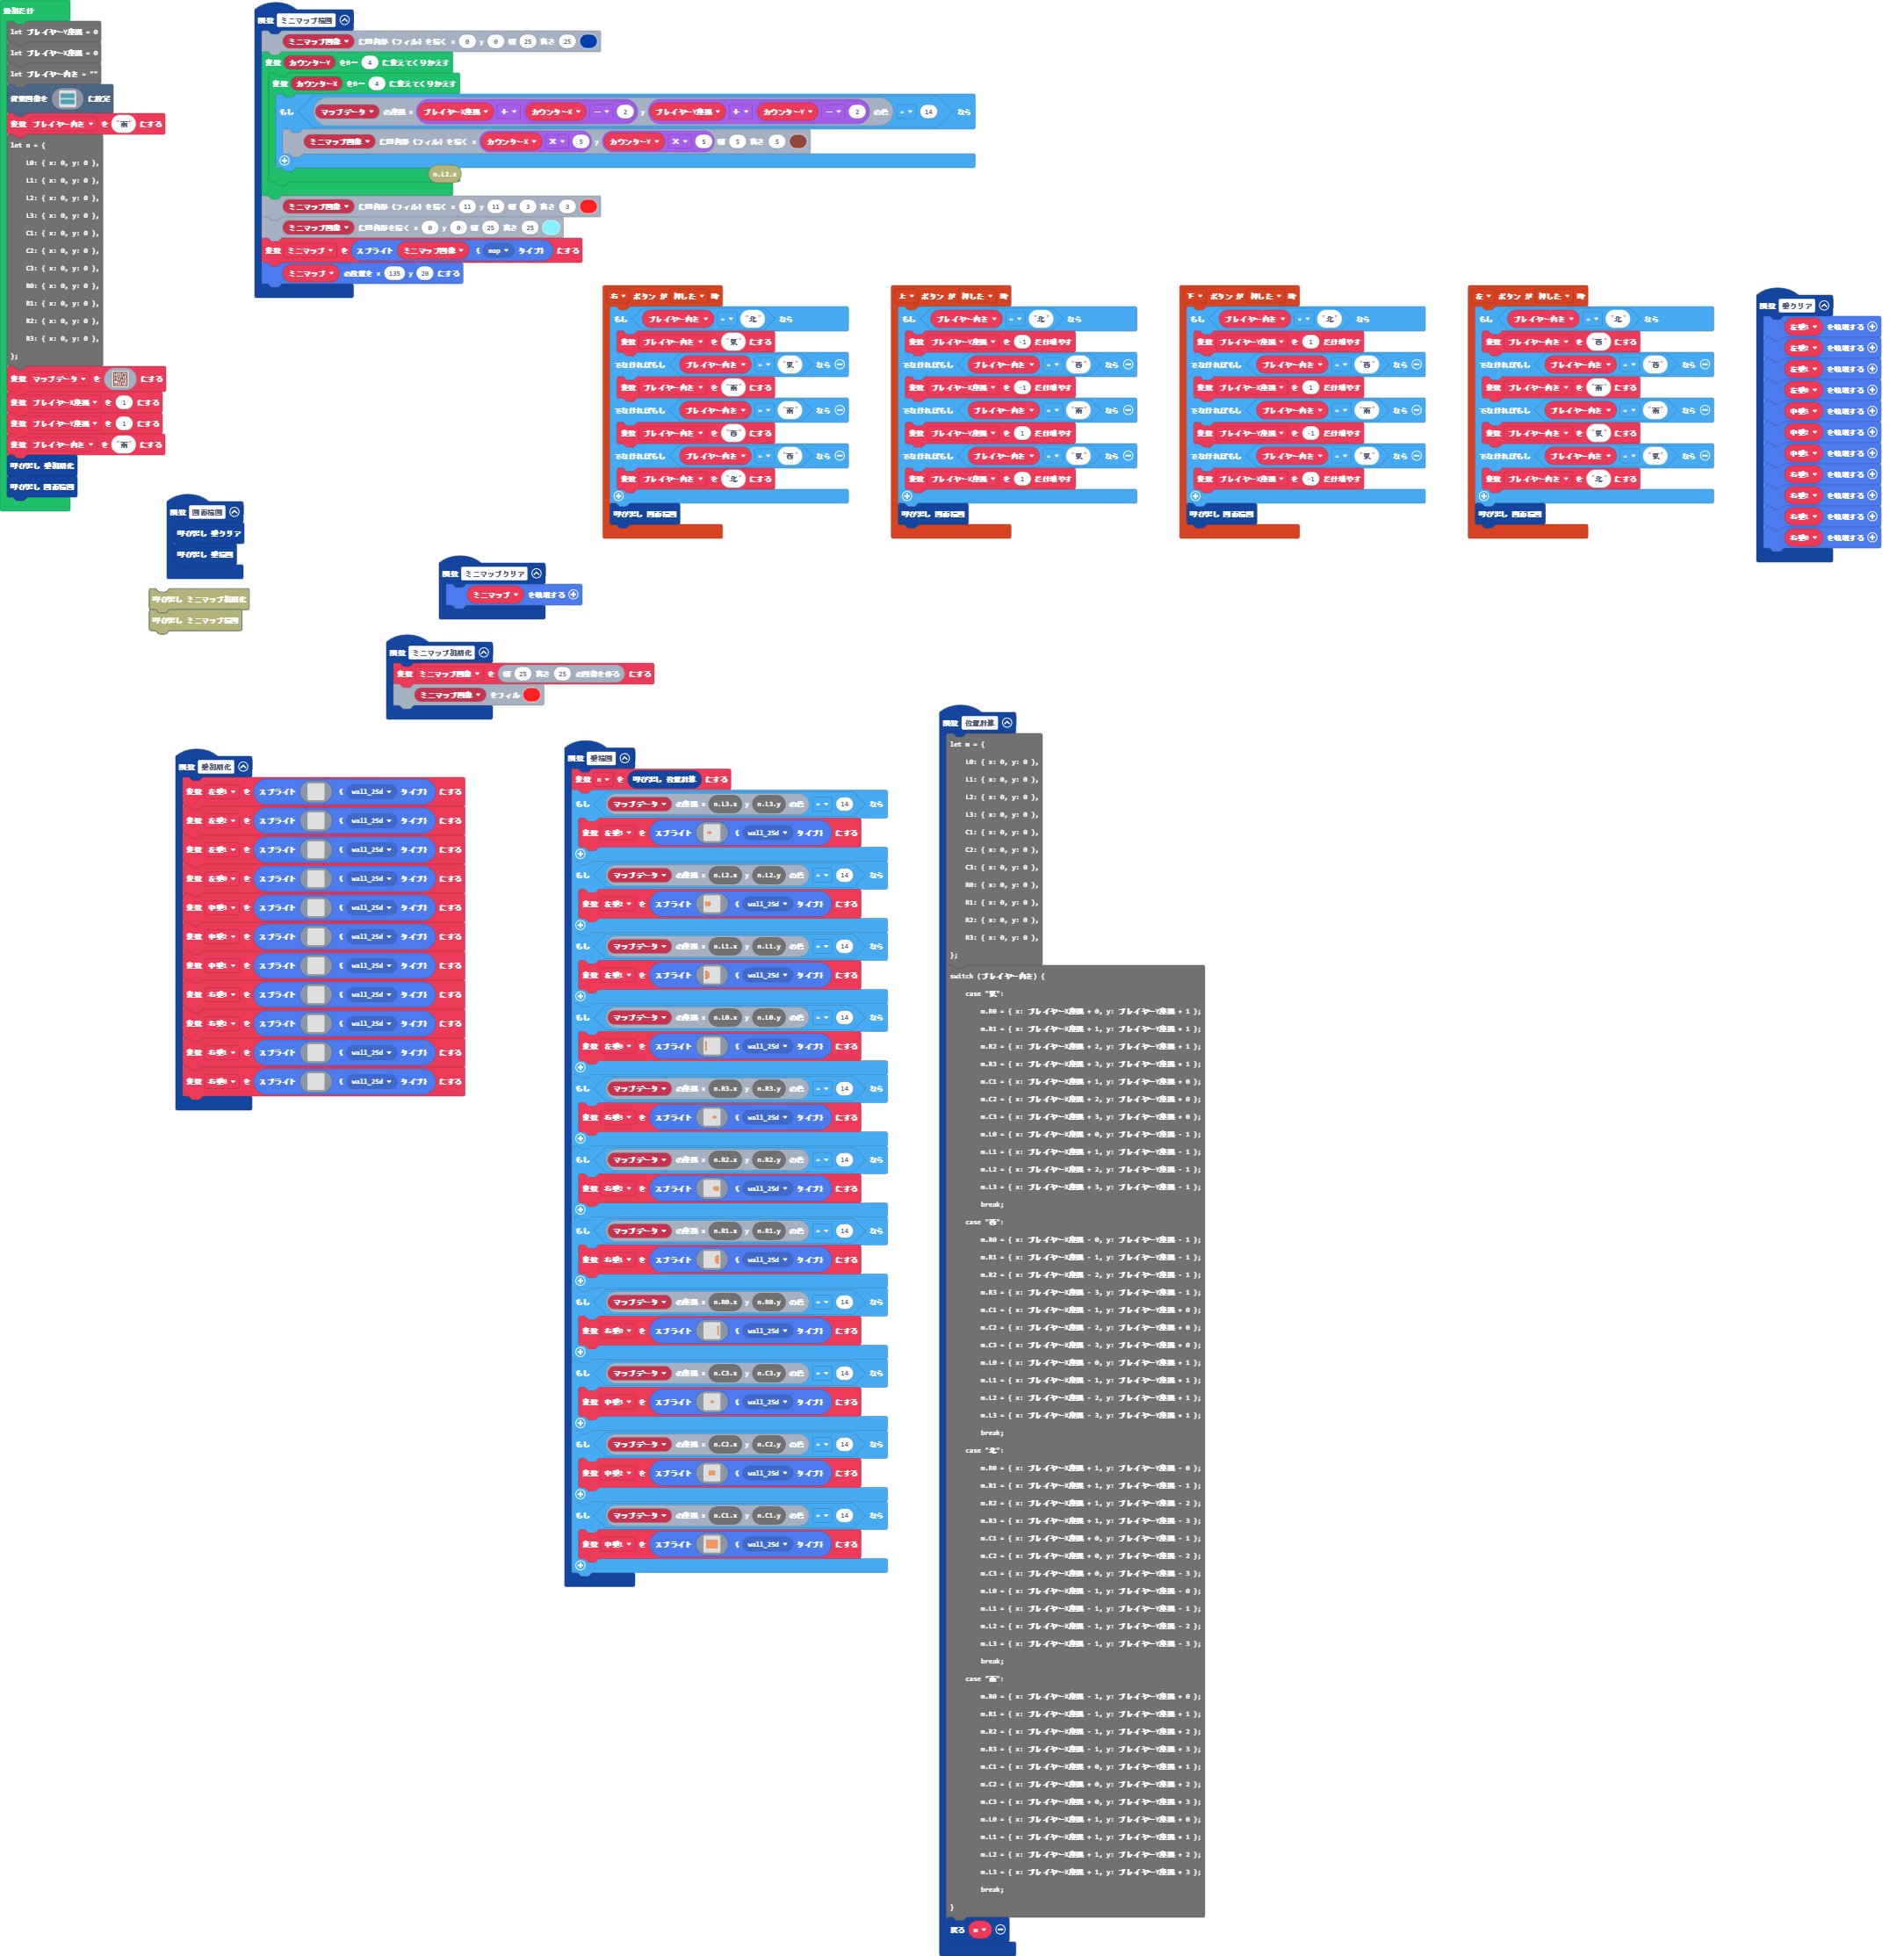 最初だけ
let プレイヤーY座標 = 0
let プレイヤーX座標 = 0
let プレイヤー向き = ""
背景画像を に設定
変数 プレイヤー向き を "南" にする
let n = {
L0: { x: 0, y: 0 },
L1: { x: 0, y: 0 },
L2: { x: 0, y: 0 },
L3: { x: 0, y: 0 },
C1: { x: 0, y: 0 },
C2: { x: 0, y: 0 },
C3: { x: 0, y: 0 },
R0: { x: 0, y: 0 },
R1: { x: 0, y: 0 },
R2: { x: 0, y: 0 },
R3: { x: 0, y: 0 },
};
変数 マップデータ を にする
変数 プレイヤーX座標 を 1 にする
変数 プレイヤーY座標 を 1 にする
変数 プレイヤー向き を "南" にする
呼び出し 壁初期化
呼び出し 画面描画
関数 ミニマップ描画
ミニマップ画像 に四角形（フィル）を描く x 0 y 0 幅 25 高さ 25
変数 カウンターY を0〜 4 に変えてくりかえす
変数 カウンターX を0〜 4 に変えてくりかえす
もし マップデータ の座標 x プレイヤーX座標 + カウンターX - 2 y プレイヤーY座標 + カウンターY - 2 の色 = 14 なら
ミニマップ画像 に四角形（フィル）を描く x カウンターX × 5 y カウンターY × 5 幅 5 高さ 5
n.L2.x
ミニマップ画像 に四角形（フィル）を描く x 11 y 11 幅 3 高さ 3
ミニマップ画像 に四角形を描く x 0 y 0 幅 25 高さ 25
変数 ミニマップ を スプライト ミニマップ画像 （ map タイプ） にする
ミニマップ の位置を x 135 y 20 にする
右 ボタン が 押した 時
もし プレイヤー向き = "北" なら
変数 プレイヤー向き を "東" にする
でなければもし プレイヤー向き = "東" なら
変数 プレイヤー向き を "南" にする
でなければもし プレイヤー向き = "南" なら
変数 プレイヤー向き を "西" にする
でなければもし プレイヤー向き = "西" なら
変数 プレイヤー向き を "北" にする
呼び出し 画面描画
上 ボタン が 押した 時
もし プレイヤー向き = "北" なら
変数 プレイヤーY座標 を -1 だけ増やす
でなければもし プレイヤー向き = "西" なら
変数 プレイヤーX座標 を -1 だけ増やす
でなければもし プレイヤー向き = "南" なら
変数 プレイヤーY座標 を 1 だけ増やす
でなければもし プレイヤー向き = "東" なら
変数 プレイヤーX座標 を 1 だけ増やす
呼び出し 画面描画
下 ボタン が 押した 時
もし プレイヤー向き = "北" なら
変数 プレイヤーY座標 を 1 だけ増やす
でなければもし プレイヤー向き = "西" なら
変数 プレイヤーX座標 を 1 だけ増やす
でなければもし プレイヤー向き = "南" なら
変数 プレイヤーY座標 を -1 だけ増やす
でなければもし プレイヤー向き = "東" なら
変数 プレイヤーX座標 を -1 だけ増やす
呼び出し 画面描画
左 ボタン が 押した 時
もし プレイヤー向き = "北" なら
変数 プレイヤー向き を "西" にする
でなければもし プレイヤー向き = "西" なら
変数 プレイヤー向き を "南" にする
でなければもし プレイヤー向き = "南" なら
変数 プレイヤー向き を "東" にする
でなければもし プレイヤー向き = "東" なら
変数 プレイヤー向き を "北" にする
呼び出し 画面描画
関数 壁クリア
左壁3 を破壊する
左壁2 を破壊する
左壁1 を破壊する
左壁0 を破壊する
中壁3 を破壊する
中壁2 を破壊する
中壁1 を破壊する
右壁3 を破壊する
右壁2 を破壊する
右壁1 を破壊する
右壁0 を破壊する
関数 画面描画
呼び出し 壁クリア
呼び出し 壁描画
呼び出し ミニマップ初期化
呼び出し ミニマップ描画
関数 ミニマップクリア
ミニマップ を破壊する
関数 ミニマップ初期化
変数 ミニマップ画像 を 幅 25 高さ 25 の画像を作る にする
ミニマップ画像 をフィル
関数 壁初期化
変数 左壁3 を スプライト （ wall_25d タイプ） にする
変数 左壁2 を スプライト （ wall_25d タイプ） にする
変数 左壁1 を スプライト （ wall_25d タイプ） にする
変数 左壁0 を スプライト （ wall_25d タイプ） にする
変数 中壁3 を スプライト （ wall_25d タイプ） にする
変数 中壁2 を スプライト （ wall_25d タイプ） にする
変数 中壁1 を スプライト （ wall_25d タイプ） にする
変数 右壁3 を スプライト （ wall_25d タイプ） にする
変数 右壁2 を スプライト （ wall_25d タイプ） にする
変数 右壁1 を スプライト （ wall_25d タイプ） にする
変数 右壁0 を スプライト （ wall_25d タイプ） にする
関数 壁描画
変数 n を 呼び出し 位置計算 にする
もし マップデータ の座標 x n.L3.x y n.L3.y の色 = 14 なら
変数 左壁3 を スプライト （ wall_25d タイプ） にする
もし マップデータ の座標 x n.L2.x y n.L2.y の色 = 14 なら
変数 左壁2 を スプライト （ wall_25d タイプ） にする
もし マップデータ の座標 x n.L1.x y n.L1.y の色 = 14 なら
変数 左壁1 を スプライト （ wall_25d タイプ） にする
もし マップデータ の座標 x n.L0.x y n.L0.y の色 = 14 なら
変数 左壁0 を スプライト （ wall_25d タイプ） にする
もし マップデータ の座標 x n.R3.x y n.R3.y の色 = 14 なら
変数 右壁3 を スプライト （ wall_25d タイプ） にする
もし マップデータ の座標 x n.R2.x y n.R2.y の色 = 14 なら
変数 右壁2 を スプライト （ wall_25d タイプ） にする
もし マップデータ の座標 x n.R1.x y n.R1.y の色 = 14 なら
変数 右壁1 を スプライト （ wall_25d タイプ） にする
もし マップデータ の座標 x n.R0.x y n.R0.y の色 = 14 なら
変数 右壁0 を スプライト （ wall_25d タイプ） にする
もし マップデータ の座標 x n.C3.x y n.C3.y の色 = 14 なら
変数 中壁3 を スプライト （ wall_25d タイプ） にする
もし マップデータ の座標 x n.C2.x y n.C2.y の色 = 14 なら
変数 中壁2 を スプライト （ wall_25d タイプ） にする
もし マップデータ の座標 x n.C1.x y n.C1.y の色 = 14 なら
変数 中壁1 を スプライト （ wall_25d タイプ） にする
関数 位置計算
let m = {
L0: { x: 0, y: 0 },
L1: { x: 0, y: 0 },
L2: { x: 0, y: 0 },
L3: { x: 0, y: 0 },
C1: { x: 0, y: 0 },
C2: { x: 0, y: 0 },
C3: { x: 0, y: 0 },
R0: { x: 0, y: 0 },
R1: { x: 0, y: 0 },
R2: { x: 0, y: 0 },
R3: { x: 0, y: 0 },
};
switch (プレイヤー向き) {
case "東":
m.R0 = { x: プレイヤーX座標 + 0, y: プレイヤーY座標 + 1 };
m.R1 = { x: プレイヤーX座標 + 1, y: プレイヤーY座標 + 1 };
m.R2 = { x: プレイヤーX座標 + 2, y: プレイヤーY座標 + 1 };
m.R3 = { x: プレイヤーX座標 + 3, y: プレイヤーY座標 + 1 };
m.C1 = { x: プレイヤーX座標 + 1, y: プレイヤーY座標 + 0 };
m.C2 = { x: プレイヤーX座標 + 2, y: プレイヤーY座標 + 0 };
m.C3 = { x: プレイヤーX座標 + 3, y: プレイヤーY座標 + 0 };
m.L0 = { x: プレイヤーX座標 + 0, y: プレイヤーY座標 - 1 };
m.L1 = { x: プレイヤーX座標 + 1, y: プレイヤーY座標 - 1 };
m.L2 = { x: プレイヤーX座標 + 2, y: プレイヤーY座標 - 1 };
m.L3 = { x: プレイヤーX座標 + 3, y: プレイヤーY座標 - 1 };
break;
case "西":
m.R0 = { x: プレイヤーX座標 - 0, y: プレイヤーY座標 - 1 };
m.R1 = { x: プレイヤーX座標 - 1, y: プレイヤーY座標 - 1 };
m.R2 = { x: プレイヤーX座標 - 2, y: プレイヤーY座標 - 1 };
m.R3 = { x: プレイヤーX座標 - 3, y: プレイヤーY座標 - 1 };
m.C1 = { x: プレイヤーX座標 - 1, y: プレイヤーY座標 + 0 };
m.C2 = { x: プレイヤーX座標 - 2, y: プレイヤーY座標 + 0 };
m.C3 = { x: プレイヤーX座標 - 3, y: プレイヤーY座標 + 0 };
m.L0 = { x: プレイヤーX座標 - 0, y: プレイヤーY座標 + 1 };
m.L1 = { x: プレイヤーX座標 - 1, y: プレイヤーY座標 + 1 };
m.L2 = { x: プレイヤーX座標 - 2, y: プレイヤーY座標 + 1 };
m.L3 = { x: プレイヤーX座標 - 3, y: プレイヤーY座標 + 1 };
break;
case "北":
m.R0 = { x: プレイヤーX座標 + 1, y: プレイヤーY座標 - 0 };
m.R1 = { x: プレイヤーX座標 + 1, y: プレイヤーY座標 - 1 };
m.R2 = { x: プレイヤーX座標 + 1, y: プレイヤーY座標 - 2 };
m.R3 = { x: プレイヤーX座標 + 1, y: プレイヤーY座標 - 3 };
m.C1 = { x: プレイヤーX座標 + 0, y: プレイヤーY座標 - 1 };
m.C2 = { x: プレイヤーX座標 + 0, y: プレイヤーY座標 - 2 };
m.C3 = { x: プレイヤーX座標 + 0, y: プレイヤーY座標 - 3 };
m.L0 = { x: プレイヤーX座標 - 1, y: プレイヤーY座標 - 0 };
m.L1 = { x: プレイヤーX座標 - 1, y: プレイヤーY座標 - 1 };
m.L2 = { x: プレイヤーX座標 - 1, y: プレイヤーY座標 - 2 };
m.L3 = { x: プレイヤーX座標 - 1, y: プレイヤーY座標 - 3 };
break;
case "南":
m.R0 = { x: プレイヤーX座標 - 1, y: プレイヤーY座標 + 0 };
m.R1 = { x: プレイヤーX座標 - 1, y: プレイヤーY座標 + 1 };
m.R2 = { x: プレイヤーX座標 - 1, y: プレイヤーY座標 + 2 };
m.R3 = { x: プレイヤーX座標 - 1, y: プレイヤーY座標 + 3 };
m.C1 = { x: プレイヤーX座標 + 0, y: プレイヤーY座標 + 1 };
m.C2 = { x: プレイヤーX座標 + 0, y: プレイヤーY座標 + 2 };
m.C3 = { x: プレイヤーX座標 + 0, y: プレイヤーY座標 + 3 };
m.L0 = { x: プレイヤーX座標 + 1, y: プレイヤーY座標 + 0 };
m.L1 = { x: プレイヤーX座標 + 1, y: プレイヤーY座標 + 1 };
m.L2 = { x: プレイヤーX座標 + 1, y: プレイヤーY座標 + 2 };
m.L3 = { x: プレイヤーX座標 + 1, y: プレイヤーY座標 + 3 };
break;
}
戻る m